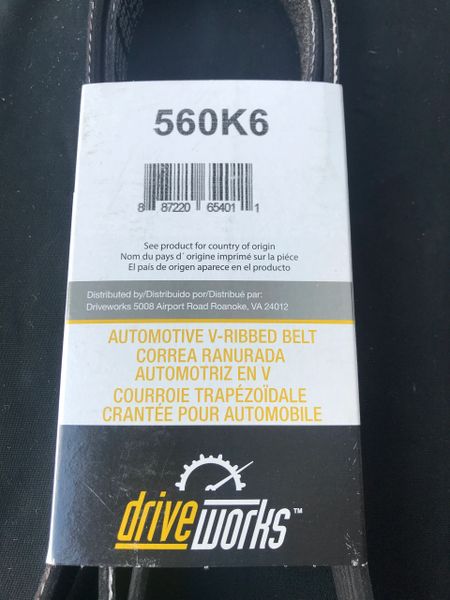 560K6
8 87220 65401 1
See product for country of origin
Nom du pays d´ origine imprimé sur la piéce
El país de origen aparece en el producto
Distributed by/Distribuido por/Distribué par:
Driveworks 5008 Airport Road Roanoke, VA 24012
AUTOMOTIVE V-RIBBED BELT
CORREA RANURADA
AUTOMOTRIZ EN V
COURROIE TRAPÉZOÏDALE
CRANTÉE POUR AUTOMOBILE
driveworks™